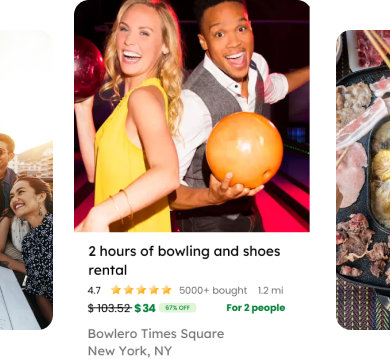 2 hours of bowling and shoes
rental
4.7 5000+ bought 1.2 mi
$ 103.52 $ 34 67% OFF For 2 people
Bowlero Times Square
New York, NY